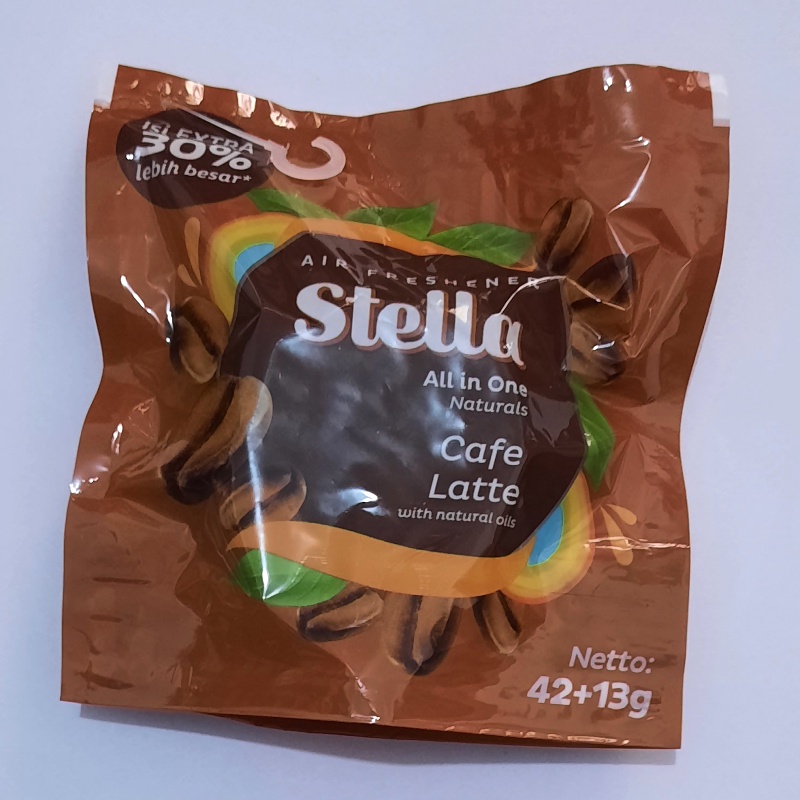 ISI EXTRA
30%
lebih besar*
AIR FRESHENER
Stella
All in One
Naturals
Cafe
Latte
with natural oils
Netto:
42+13g